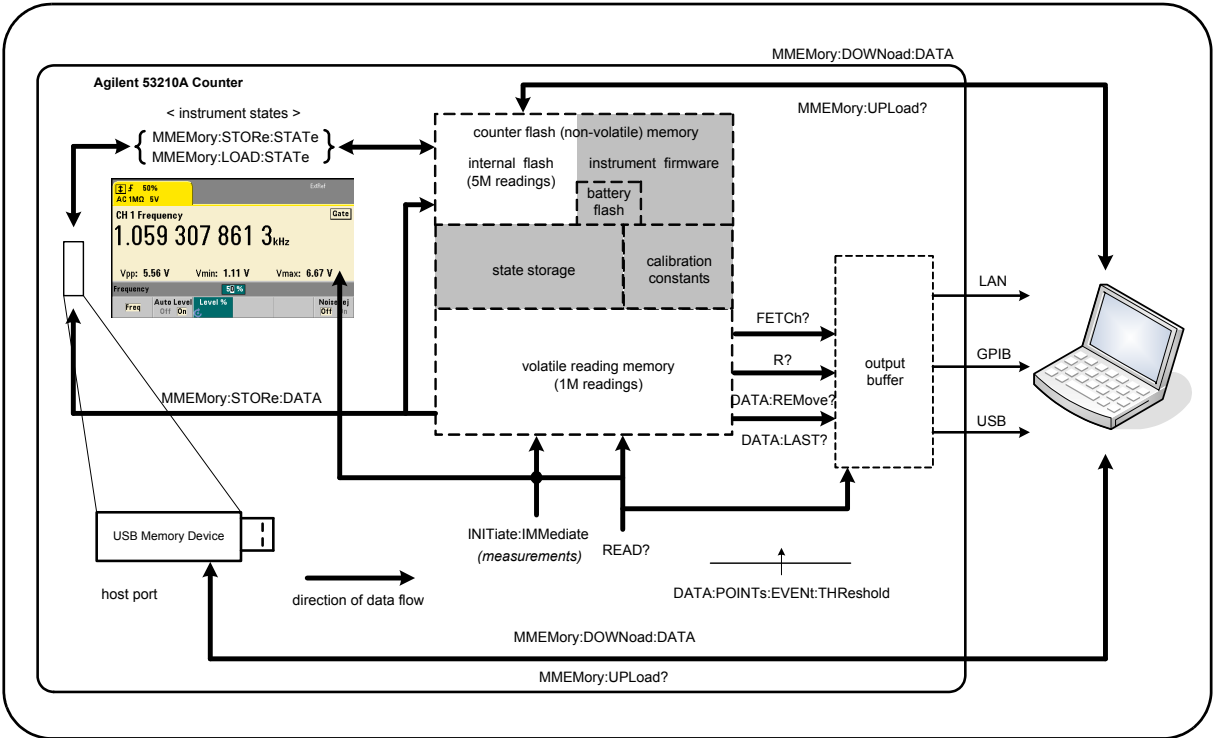 MMEMory:DOWNoad:DATA
Agilent 53210A Counter
MMEMory:UPLoad?
< instrument states >
MMEMory:STORe:STATe
MMEMory:LOAD:STATe
counter flash (non-volatile) memory
internal flash
(5M readings)
instrument firmware
battery
flash
state storage
calibration
constants
50%
ExtRef
AC 1MΩ 5V
CH 1 Frequency
Gate
1.059 307 861 3kHz
Vpp: 5.56 V Vmin: 1.11 V Vmax: 6.67 V
Frequency
50 %
Freq
Auto Level
Off On
Level %
Off
volatile reading memory
(1M readings)
FETCh?
R?
DATA:REMove?
DATA:LAST?
output
buffer
LAN
GPIB
USB
MMEMory:STORe:DATA
USB Memory Device
host port
direction of data flow
INITiate:IMMediate
(measurements)
READ?
DATA:POINTs:EVENt:THReshold
MMEMory:DOWNoad:DATA
MMEMory:UPLoad?